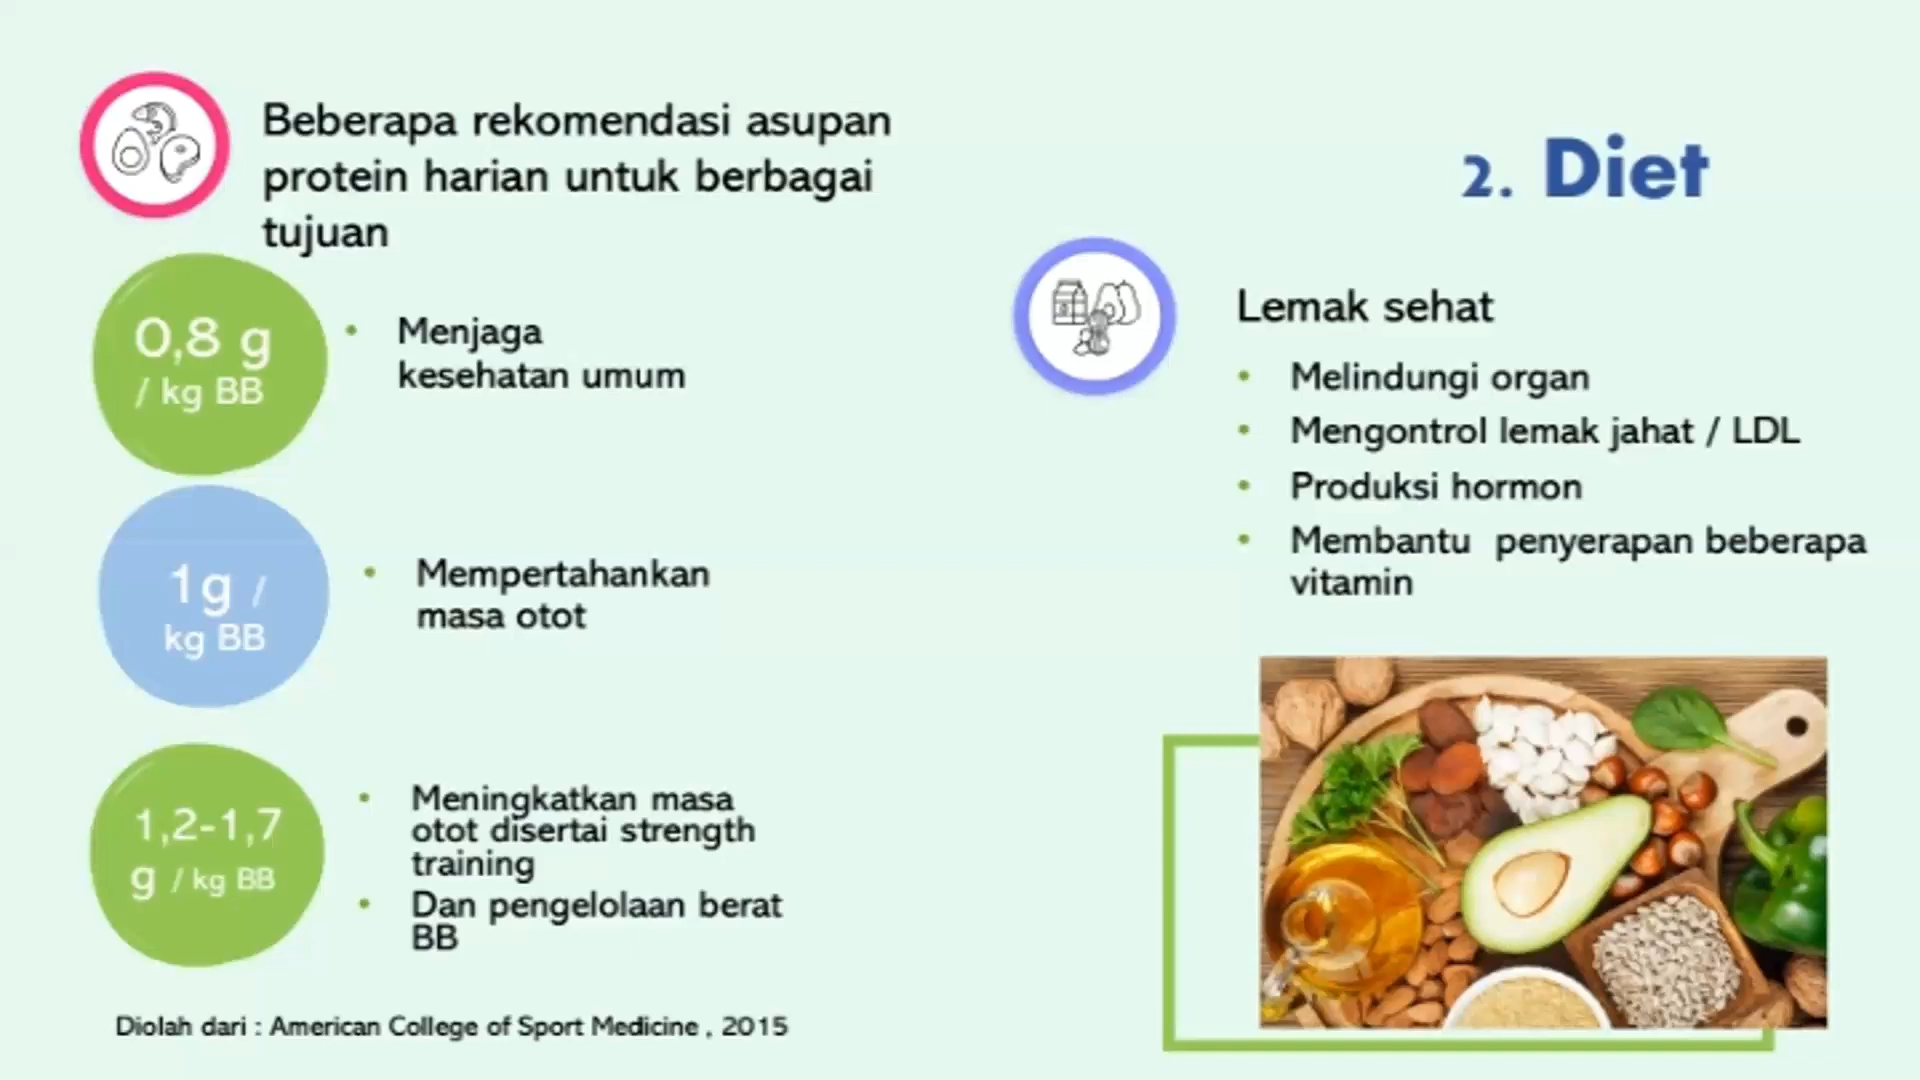 Beberapa rekomendasi asupan
protein harian untuk berbagai
tujuan
0,8 g
/ kg BB
• Menjaga
kesehatan umum
1g /
kg BB
• Mempertahankan
masa otot
1,2-1,7
g / kg BB
• Meningkatkan masa
otot disertai strength
training
• Dan pengelolaan berat
BB
Diolah dari : American College of Sport Medicine , 2015
2. Diet
Lemak sehat
• Melindungi organ
• Mengontrol lemak jahat / LDL
• Produksi hormon
• Membantu penyerapan beberapa
vitamin